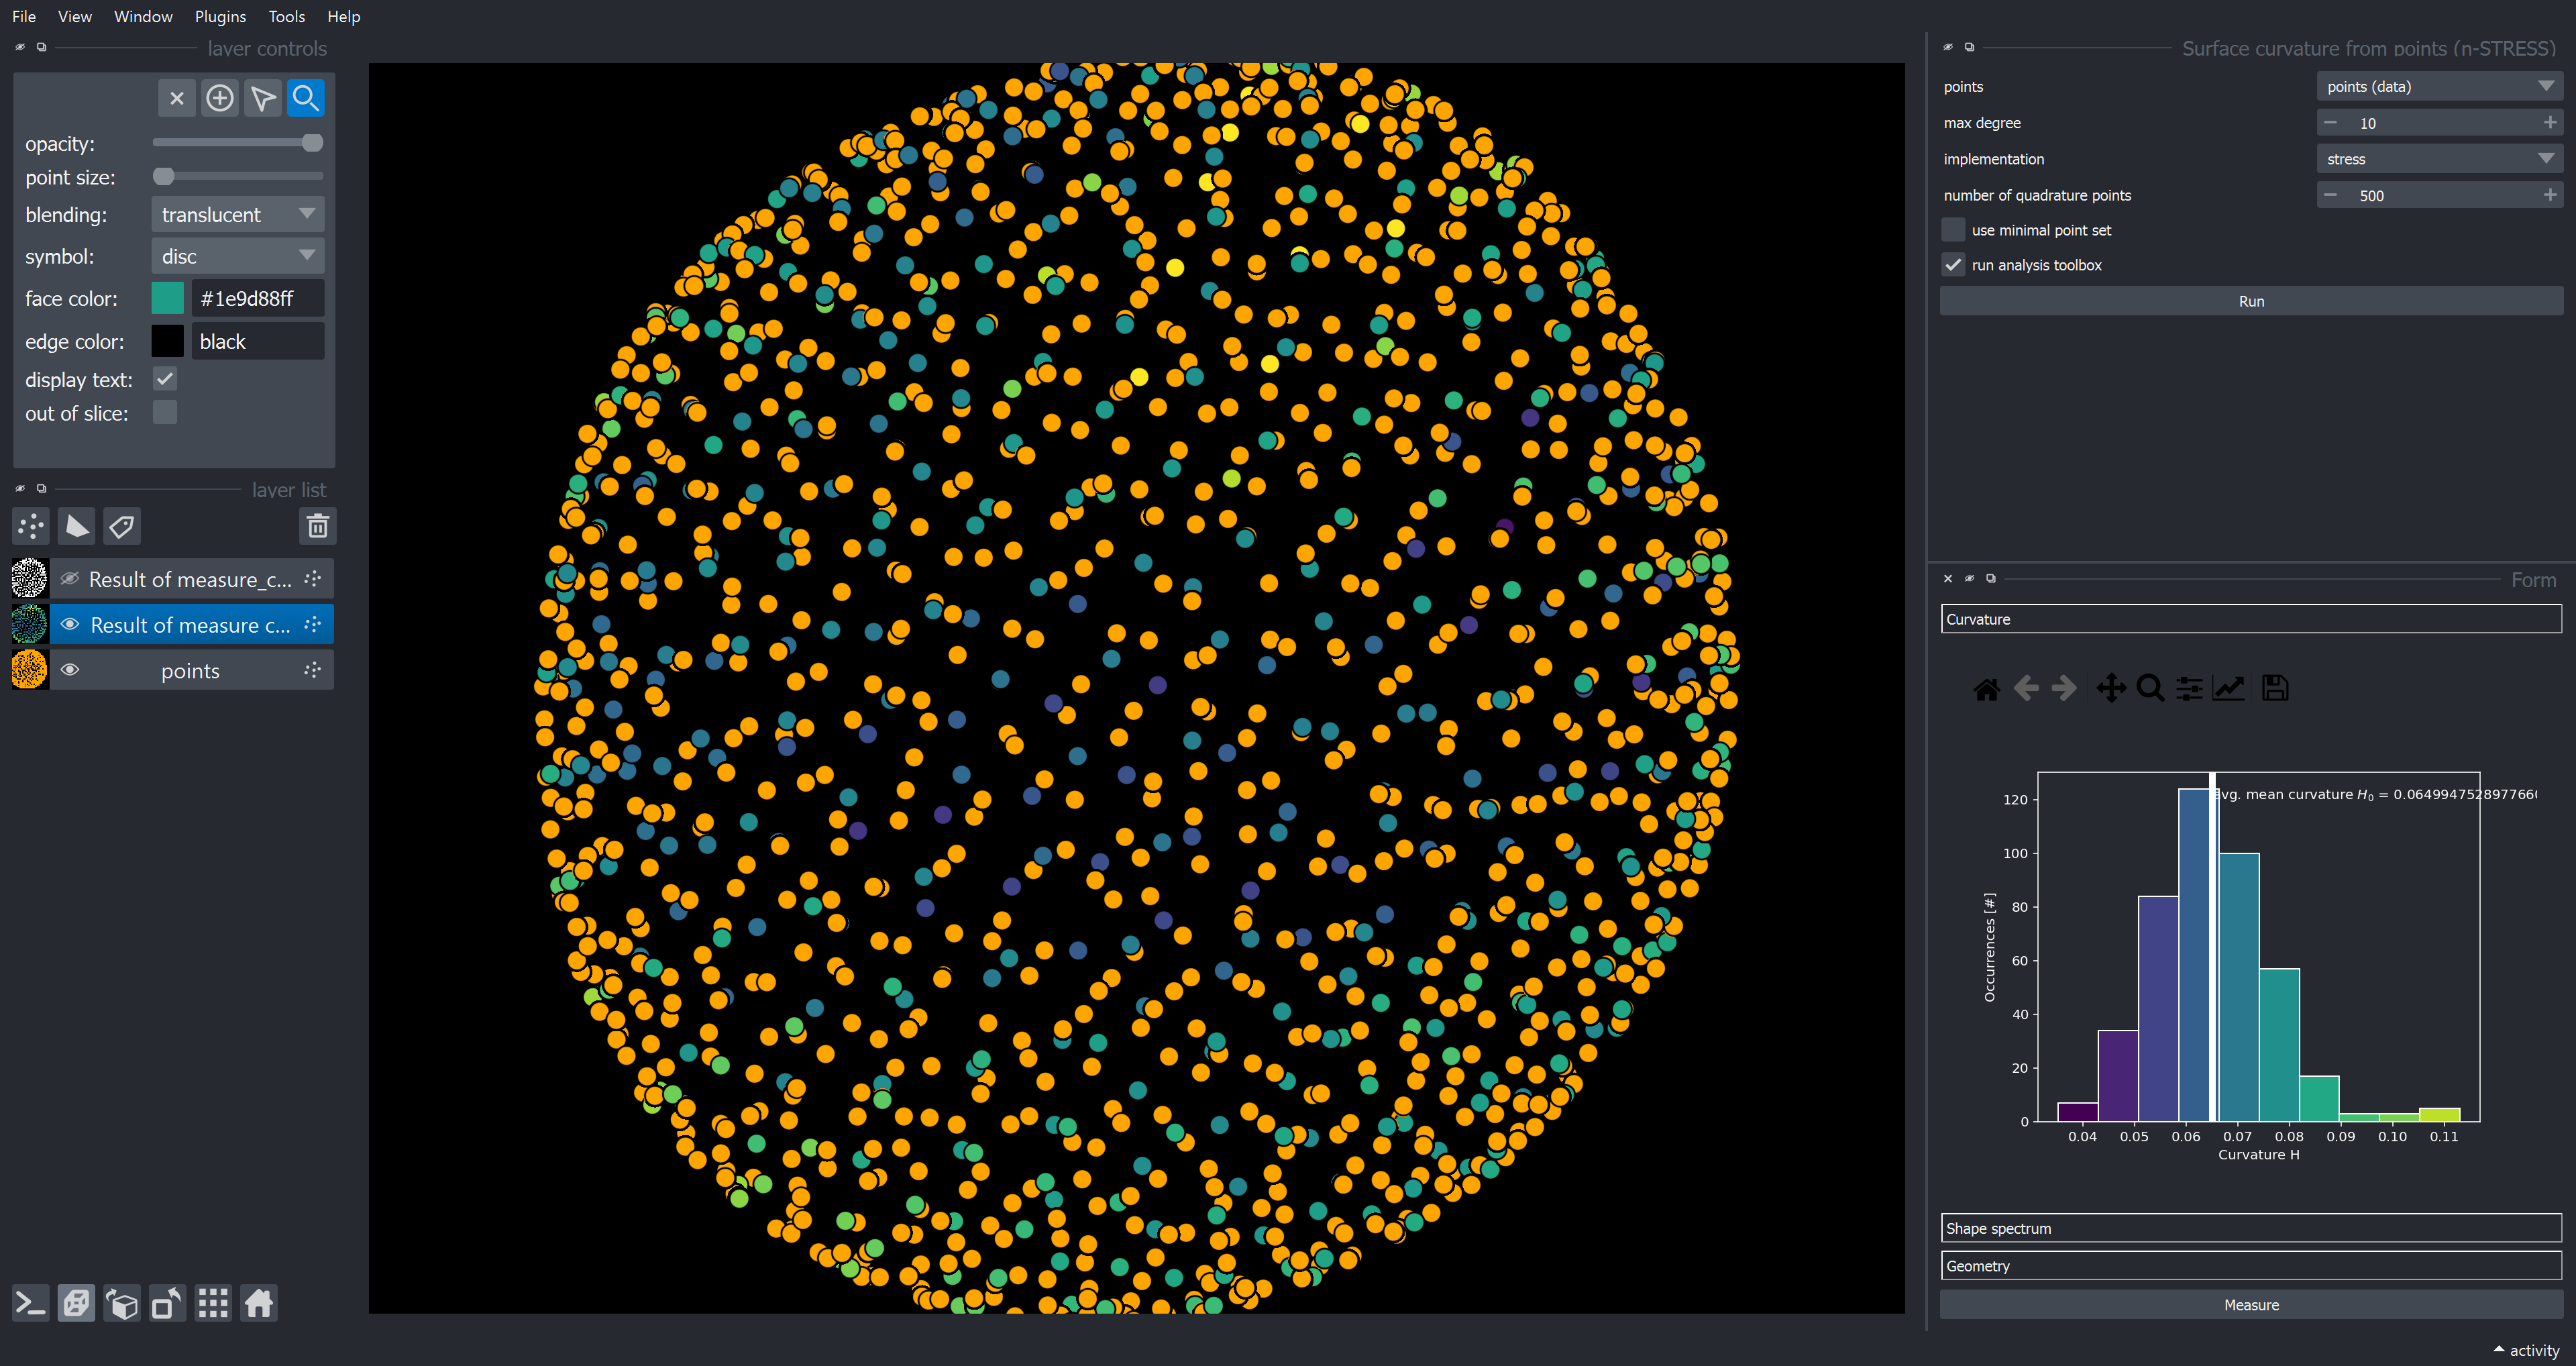 File View Window Plugins Tools Help
layer controls
opacity:
point size:
blending: translucent
symbol: disc
face color: #1e9d88ff
edge color: black
display text:
out of slice:
layer list
Result of measure_c...
Result of measure c...
points
Surface curvature from points (n-STRESS)
points points (data)
max degree 10
implementation stress
number of quadrature points 500
use minimal point set
run analysis toolbox
Run
Form
Curvature
avg. mean curvature H₀ = 0.0649947528977660
120
100
80
60
40
20
0
Occurrences [#]
0.04 0.05 0.06 0.07 0.08 0.09 0.10 0.11
Curvature H
Shape spectrum
Geometry
Measure
activity